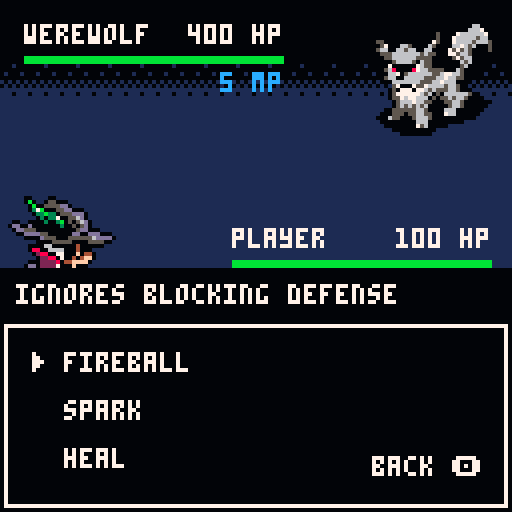 WEREWOLF 400 HP
5 MP
PLAYER 100 HP
IGNORES BLOCKING DEFENSE
FIREBALL
SPARK
HEAL
BACK